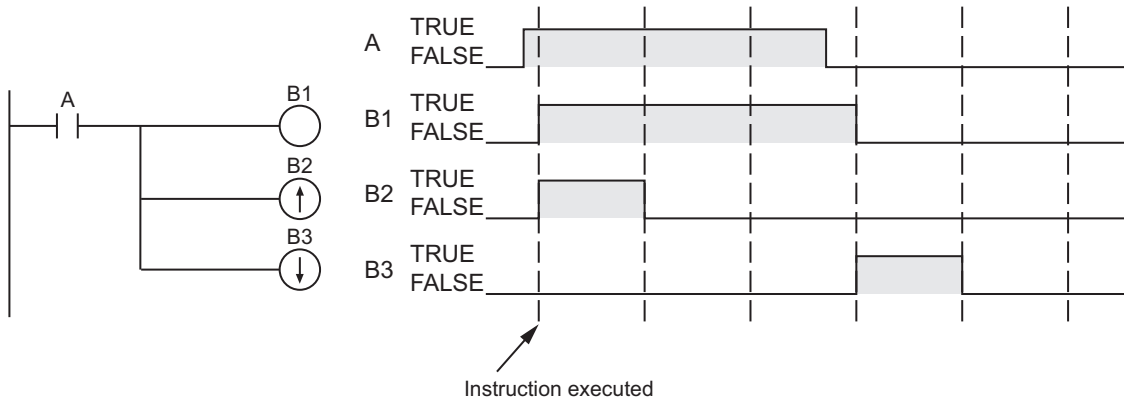 A
B1
B2
B3
A TRUE
FALSE
B1 TRUE
FALSE
B2 TRUE
FALSE
B3 TRUE
FALSE
Instruction executed